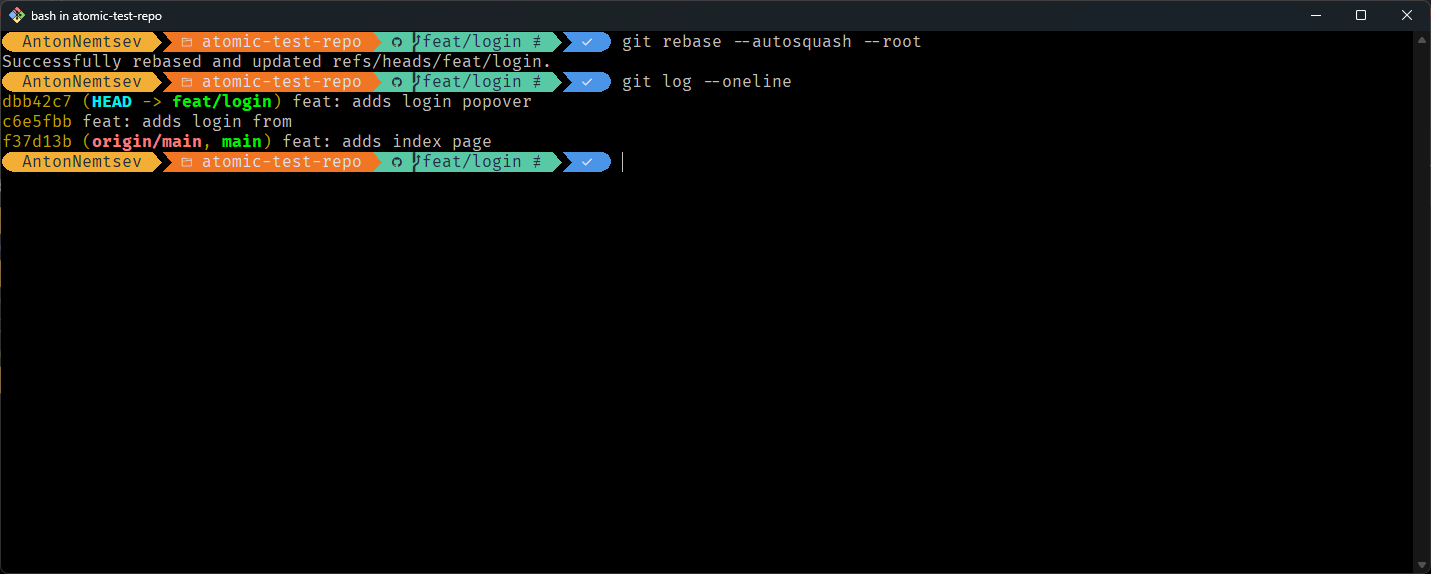 bash in atomic-test-repo
AntonNemtsev atomic-test-repo feat/login ≢ ✓ git rebase --autosquash --root
Successfully rebased and updated refs/heads/feat/login.
AntonNemtsev atomic-test-repo feat/login ≢ ✓ git log --oneline
dbb42c7 (HEAD -> feat/login) feat: adds login popover
c6e5fbb feat: adds login from
f37d13b (origin/main, main) feat: adds index page
AntonNemtsev atomic-test-repo feat/login ≢ ✓